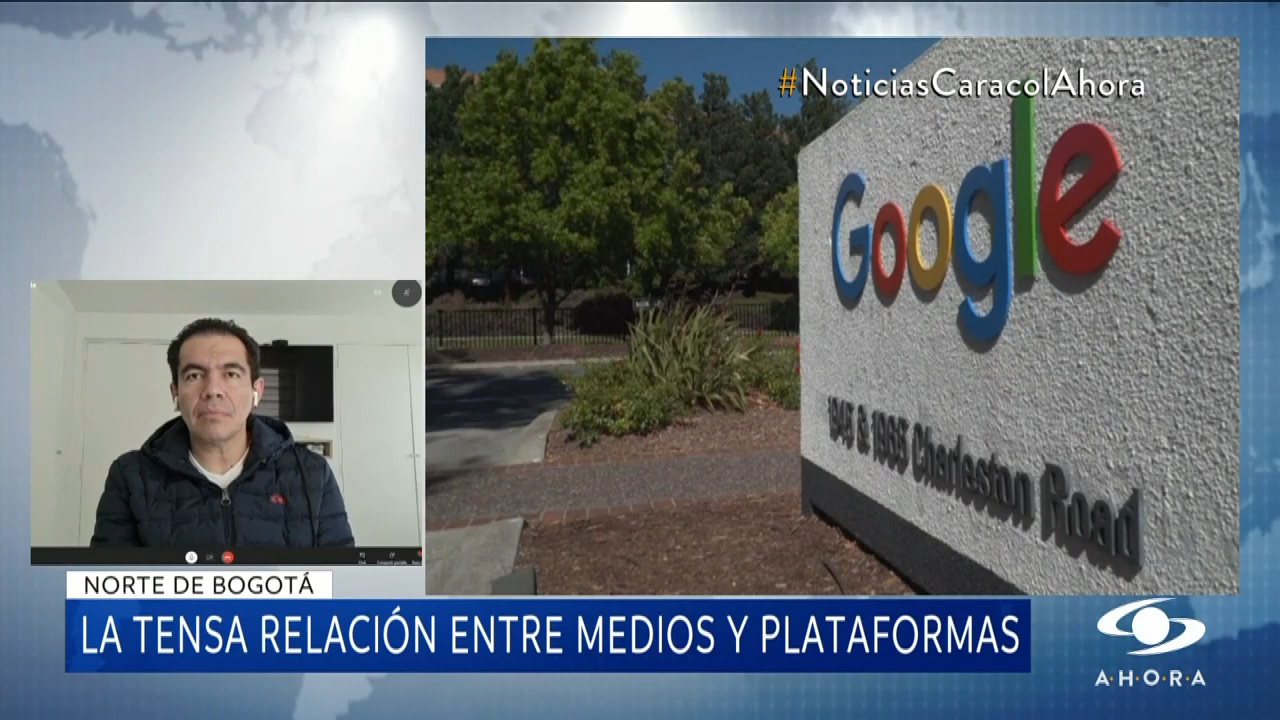 #NoticiasCaracolAhora
Google
1945 & 1965 Charleston Road
NORTE DE BOGOTÁ
LA TENSA RELACIÓN ENTRE MEDIOS Y PLATAFORMAS
AHORA